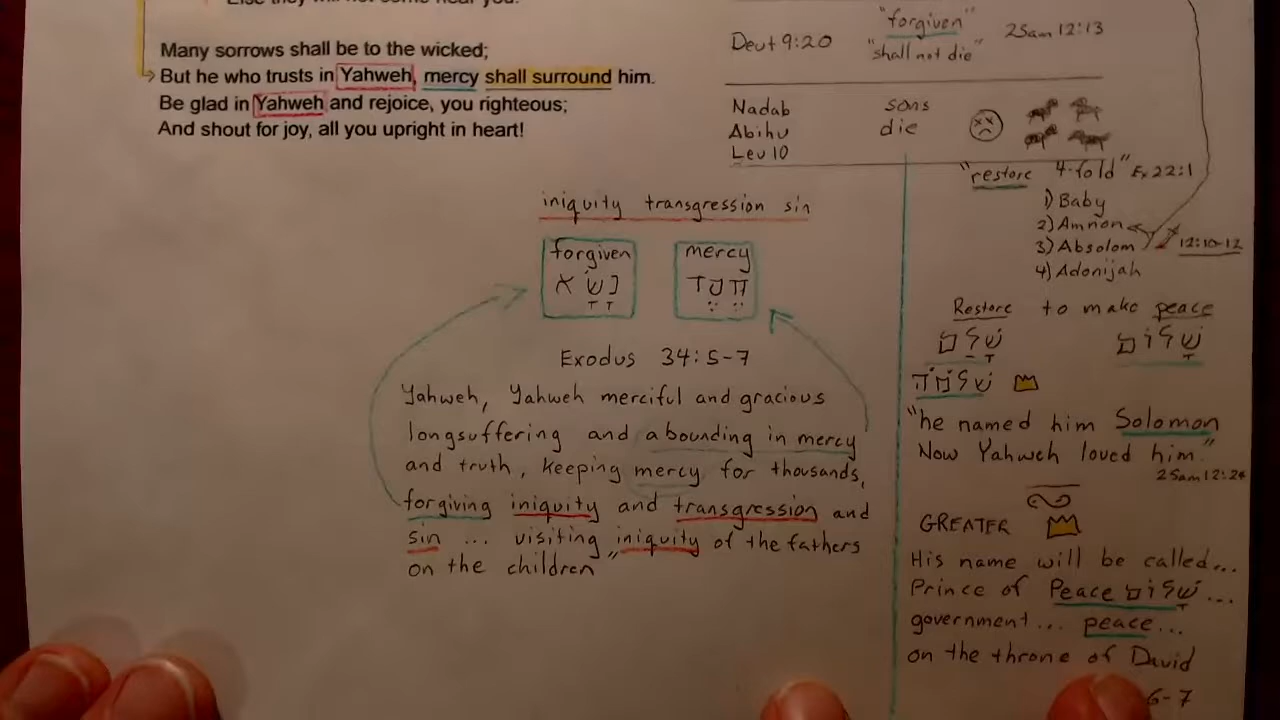 Many sorrows shall be to the wicked;
But he who trusts in Yahweh, mercy shall surround him.
Be glad in Yahweh and rejoice, you righteous;
And shout for joy, all you upright in heart!
Deut 9:20
"forgiven"
"shall not die"
2Sam 12:13
Nadab
Abihu
Lev 10
sons
die
iniquity transgression sin
forgiven
נָשָׂא
mercy
חֶסֶד
Exodus 34:5-7
Yahweh, Yahweh merciful and gracious
longsuffering and abounding in mercy
and truth, keeping mercy for thousands,
forgiving iniquity and transgression and
sin ... visiting iniquity of the fathers
on the children"
"restore 4-fold" Ex 22:1
1) Baby
2) Amnon
3) Absolom
12:10-12
4) Adonijah
Restore to make peace
שָׁלַם
שָׁלוֹם
שְׁלֹמֹה
"he named him Solomon
Now Yahweh loved him."
2Sam 12:24
GREATER
His name will be called...
Prince of Peace שָׁלוֹם...
government... peace...
on the throne of David
6-7